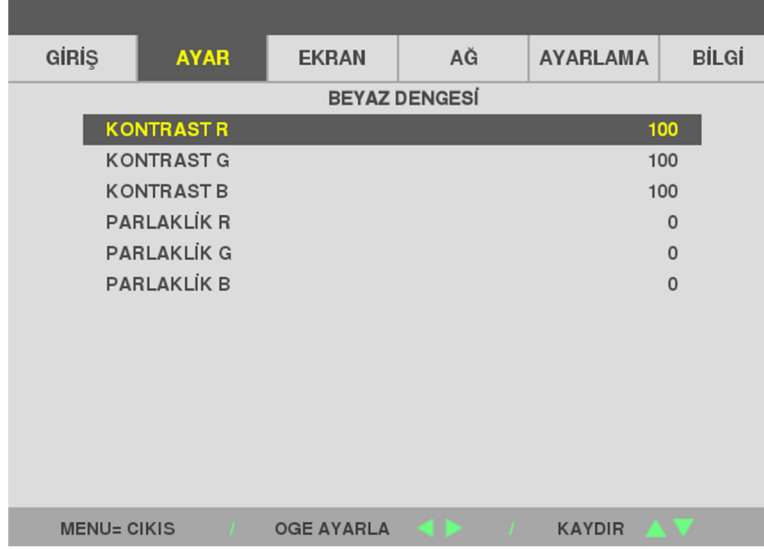 GİRİŞ AYAR EKRAN AĞ AYARLAMA BİLGİ
BEYAZ DENGESİ
KONTRAST R 100
KONTRAST G 100
KONTRAST B 100
PARLAKLİK R 0
PARLAKLİK G 0
PARLAKLİK B 0
MENU= CIKIS / OGE AYARLA ◀ ▶ / KAYDIR ▲ ▼